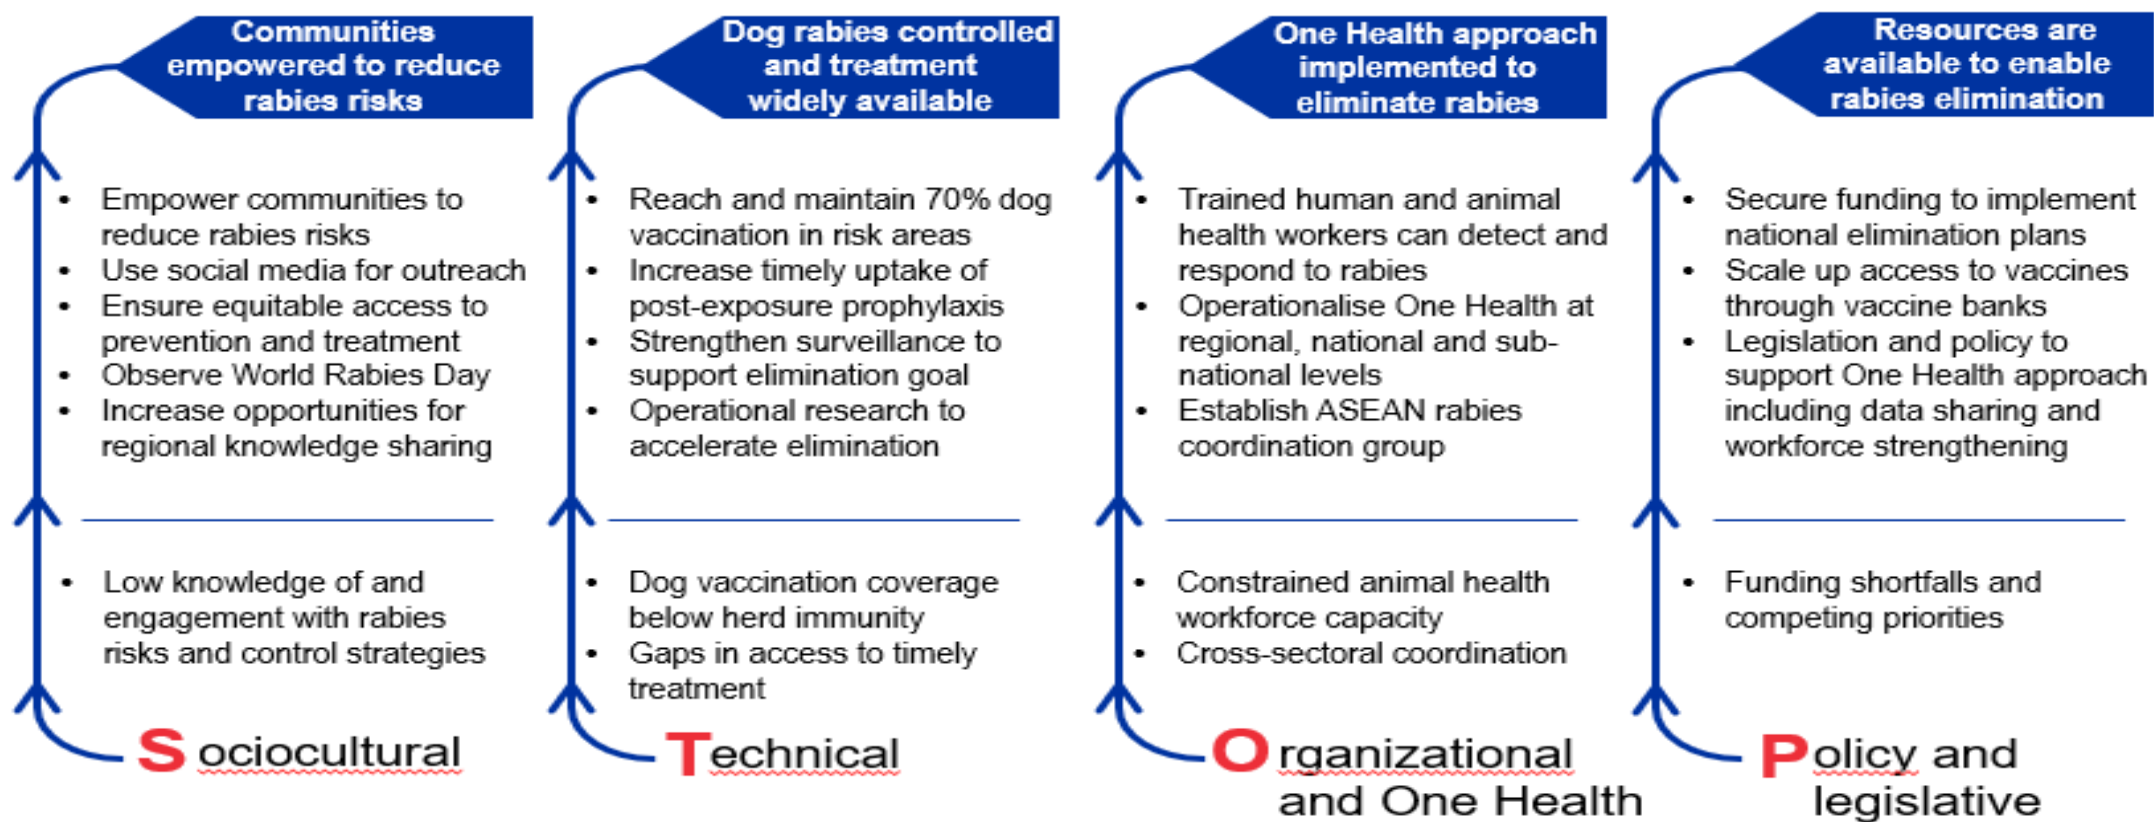 Communities
empowered to reduce
rabies risks
• Empower communities to
reduce rabies risks
• Use social media for outreach
• Ensure equitable access to
prevention and treatment
• Observe World Rabies Day
• Increase opportunities for
regional knowledge sharing
• Low knowledge of and
engagement with rabies
risks and control strategies
Sociocultural
Dog rabies controlled
and treatment
widely available
• Reach and maintain 70% dog
vaccination in risk areas
• Increase timely uptake of
post-exposure prophylaxis
• Strengthen surveillance to
support elimination goal
• Operational research to
accelerate elimination
• Dog vaccination coverage
below herd immunity
• Gaps in access to timely
treatment
Technical
One Health approach
implemented to
eliminate rabies
• Trained human and animal
health workers can detect and
respond to rabies
• Operationalise One Health at
regional, national and sub-
national levels
• Establish ASEAN rabies
coordination group
• Constrained animal health
workforce capacity
• Cross-sectoral coordination
Organizational
and One Health
Resources are
available to enable
rabies elimination
• Secure funding to implement
national elimination plans
• Scale up access to vaccines
through vaccine banks
• Legislation and policy to
support One Health approach
including data sharing and
workforce strengthening
• Funding shortfalls and
competing priorities
Policy and
legislative